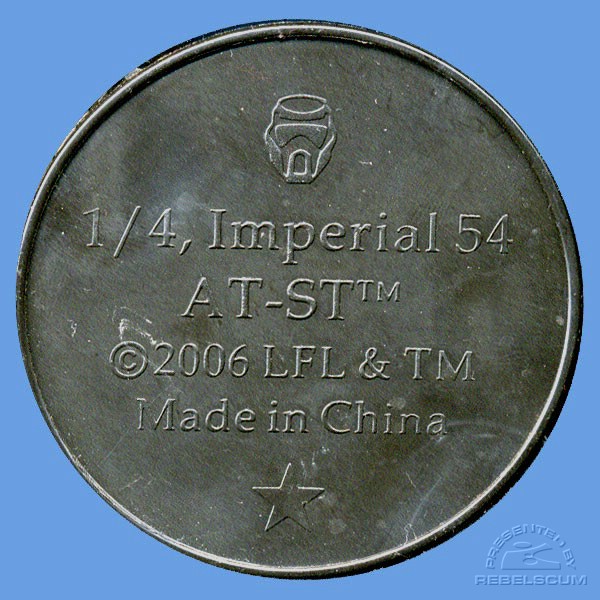 1/4, Imperial 54
AT-ST™
©2006 LFL & TM
Made in China
PRESENTED BY
REBELSCUM